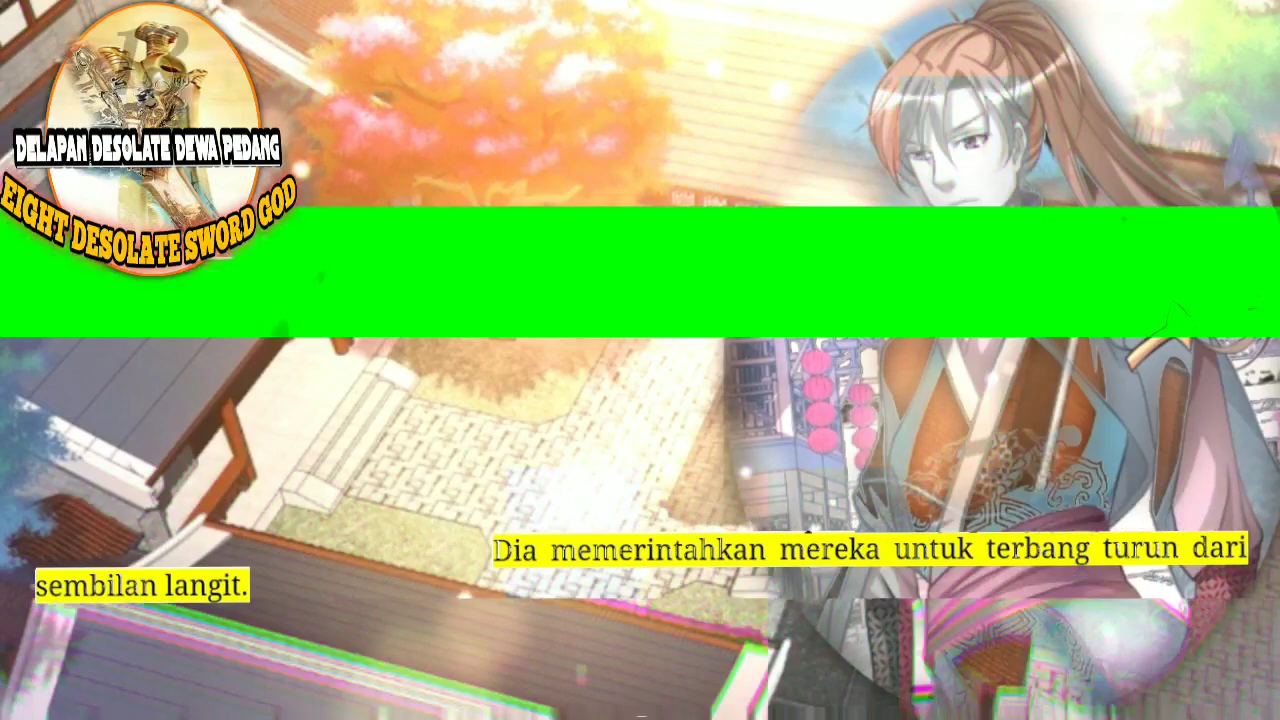 DELAPAN DESOLATE DEWA PEDANG
EIGHT DESOLATE SWORD GOD
Dia memerintahkan mereka untuk terbang turun dari
sembilan langit.